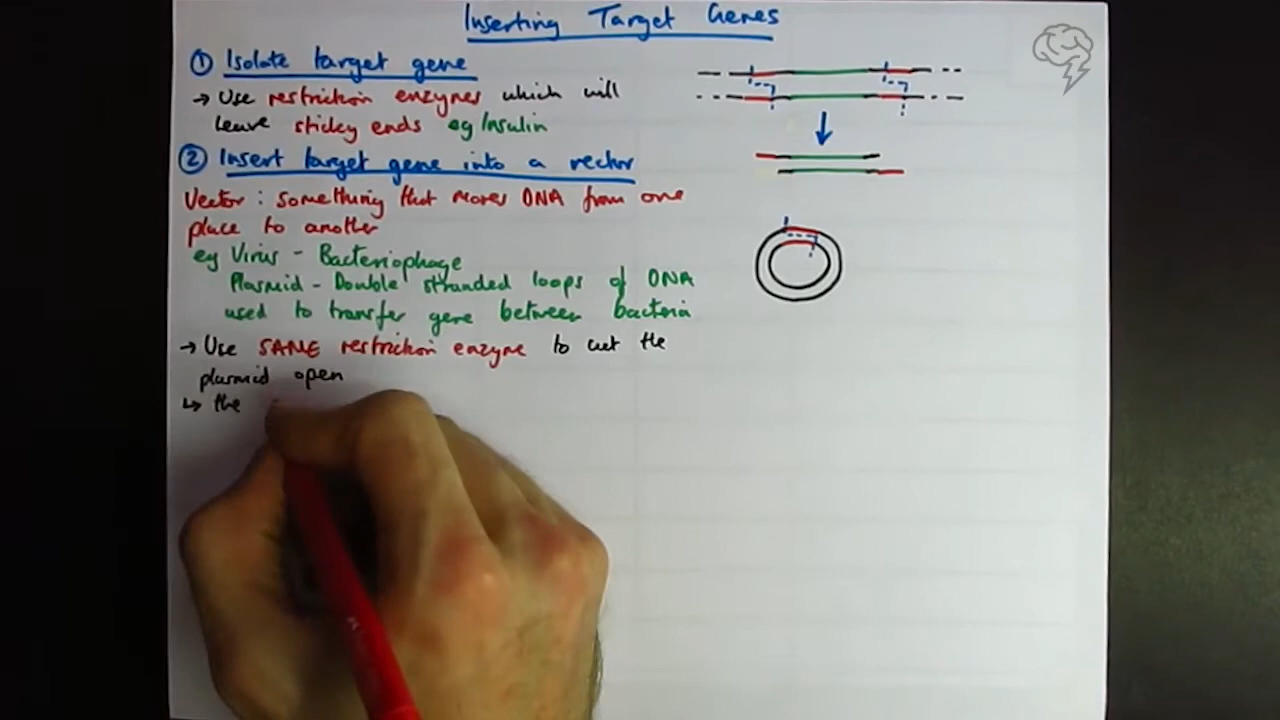 Inserting Target Genes
① Isolate target gene
→ Use restriction enzymes which will
leave sticky ends eg Insulin
② Insert target gene into a vector
Vector : something that moves DNA from one
place to another
eg Virus - Bacteriophage
Plasmid - Double stranded loops of DNA
used to transfer gene between bacteria
→ Use SAME restriction enzyme to cut the
plasmid open
↳ the